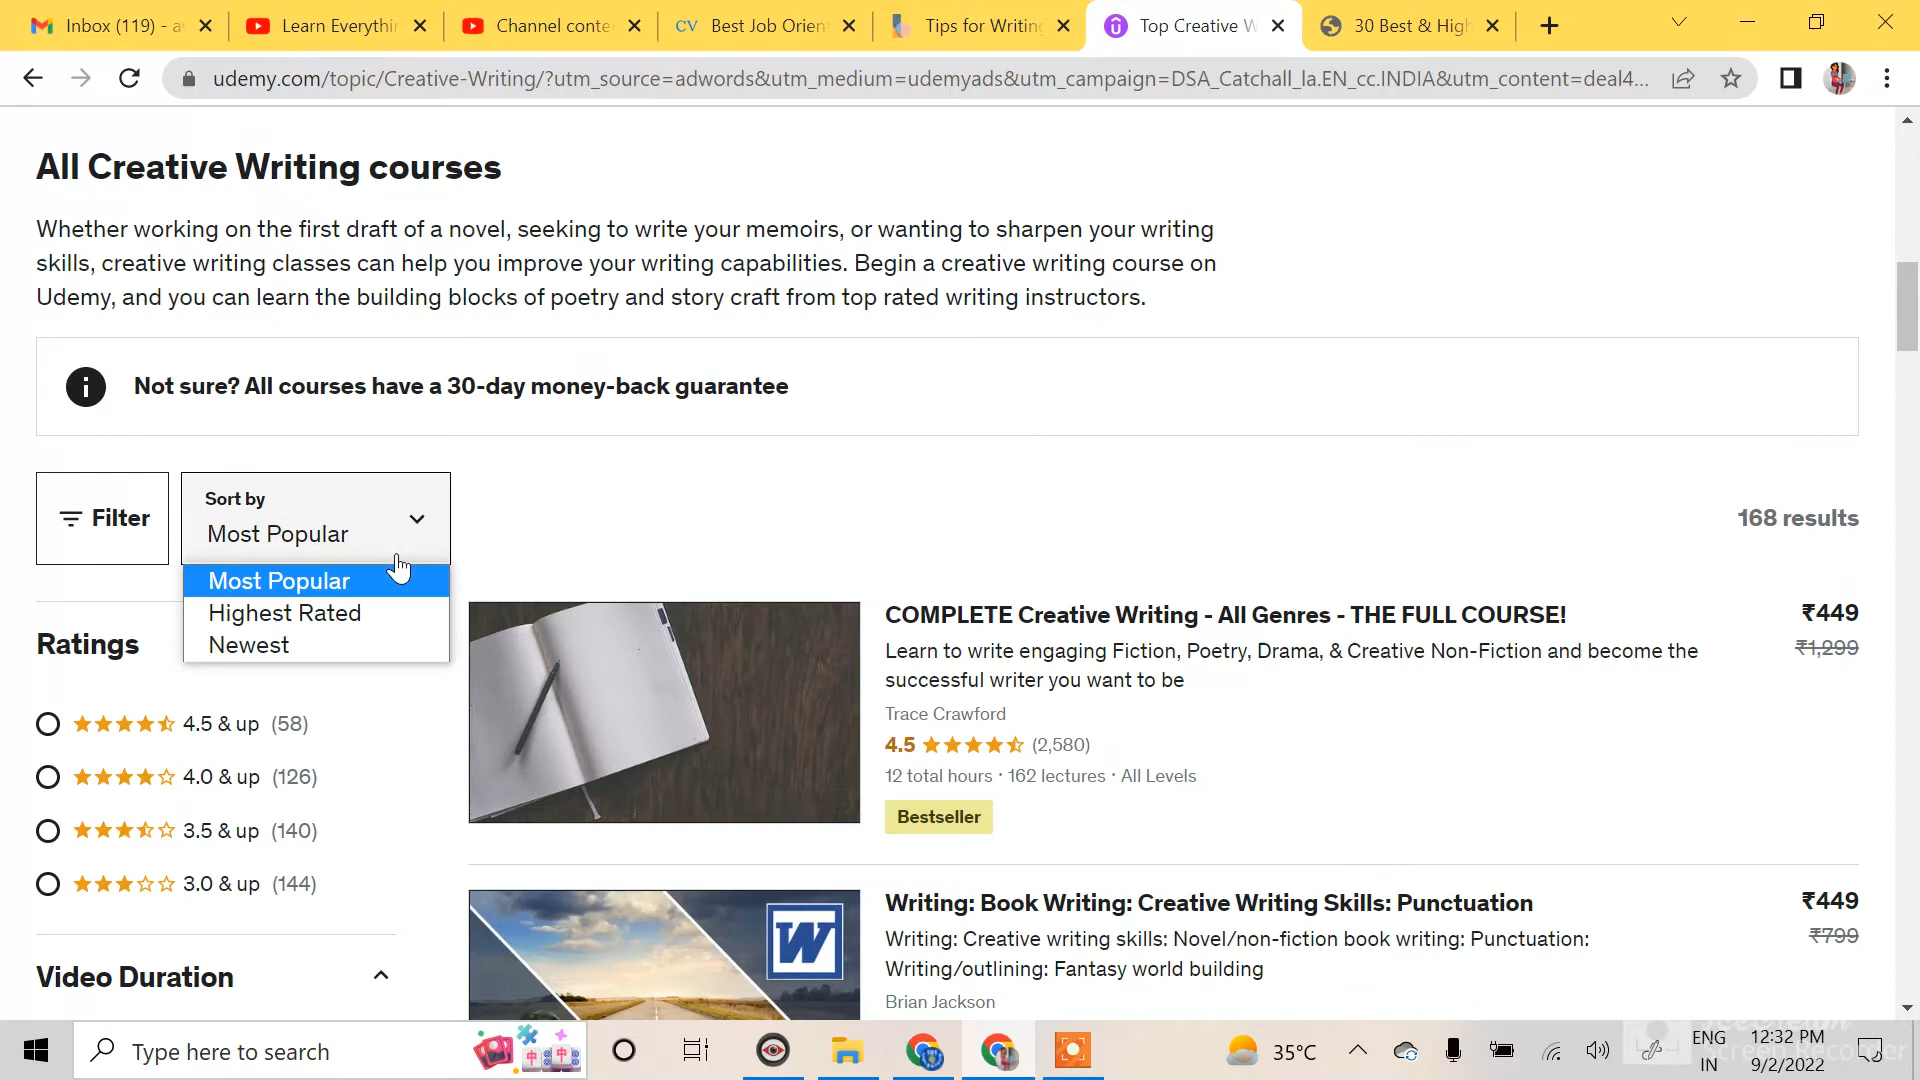 Inbox (119) - a
Learn Everythi
Channel conte
CV Best Job Orien
Tips for Writing
Top Creative W
30 Best & High
udemy.com/topic/Creative-Writing/?utm_source=adwords&utm_medium=udemyads&utm_campaign=DSA_Catchall_la.EN_cc.INDIA&utm_content=deal4...
All Creative Writing courses
Whether working on the first draft of a novel, seeking to write your memoirs, or wanting to sharpen your writing
skills, creative writing classes can help you improve your writing capabilities. Begin a creative writing course on
Udemy, and you can learn the building blocks of poetry and story craft from top rated writing instructors.
Not sure? All courses have a 30-day money-back guarantee
Filter
Sort by
Most Popular
168 results
Most Popular
Highest Rated
Newest
Ratings
4.5 & up (58)
4.0 & up (126)
3.5 & up (140)
3.0 & up (144)
Video Duration
COMPLETE Creative Writing - All Genres - THE FULL COURSE!
₹449
Learn to write engaging Fiction, Poetry, Drama, & Creative Non-Fiction and become the
₹1,299
successful writer you want to be
Trace Crawford
4.5 (2,580)
12 total hours · 162 lectures · All Levels
Bestseller
W
Writing: Book Writing: Creative Writing Skills: Punctuation
₹449
Writing: Creative writing skills: Novel/non-fiction book writing: Punctuation:
₹799
Writing/outlining: Fantasy world building
Brian Jackson
Type here to search
35°C
ENG
IN
12:32 PM
9/2/2022
Screen Recorder